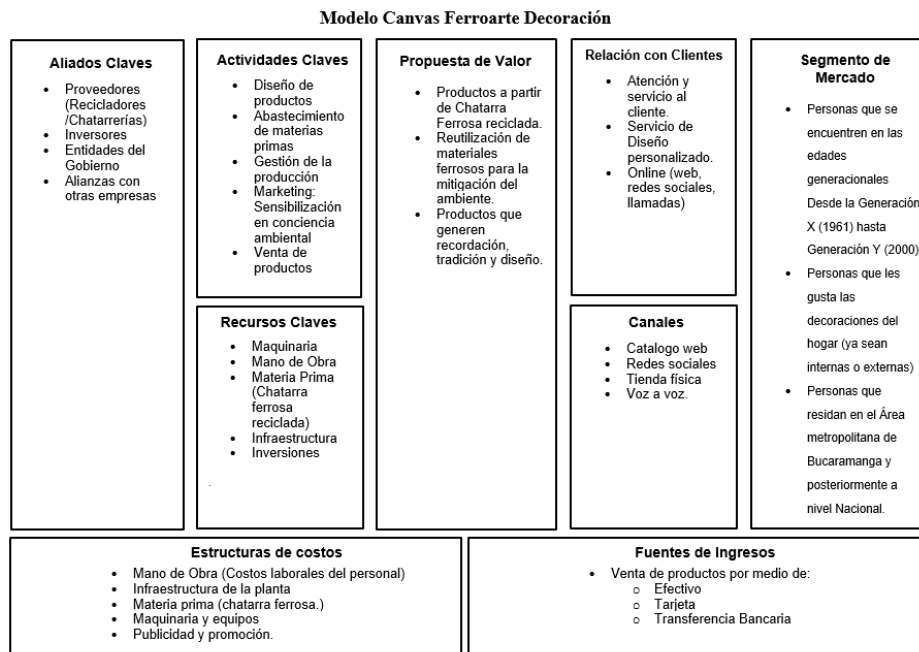 Modelo Canvas Ferroarte Decoración
Aliados Claves
• Proveedores
(Recicladores
/Chatarrerías)
• Inversores
• Entidades del
Gobierno
• Alianzas con
otras empresas
Actividades Claves
• Diseño de
productos
• Abastecimiento
de materias
primas
• Gestión de la
producción
• Marketing:
Sensibilización
en conciencia
ambiental
• Venta de
productos
Recursos Claves
• Maquinaria
• Mano de Obra
• Materia Prima
(Chatarra
ferrosa
reciclada)
• Infraestructura
• Inversiones
.
Propuesta de Valor
• Productos a partir
de Chatarra
Ferrosa reciclada.
• Reutilización de
materiales
ferrosos para la
mitigación del
ambiente.
• Productos que
generen
recordación,
tradición y diseño.
Relación con Clientes
• Atención y
servicio al
cliente.
• Servicio de
Diseño
personalizado.
• Online (web,
redes sociales,
llamadas)
Canales
• Catalogo web
• Redes sociales
• Tienda física
• Voz a voz.
Segmento de
Mercado
• Personas que se
encuentren en las
edades
generacionales
Desde la Generación
X (1961) hasta
Generación Y (2000)
• Personas que les
gusta las
decoraciones del
hogar (ya sean
internas o externas)
• Personas que
residan en el Área
metropolitana de
Bucaramanga y
posteriormente a
nivel Nacional.
Estructuras de costos
• Mano de Obra (Costos laborales del personal)
• Infraestructura de la planta
• Materia prima (chatarra ferrosa.)
• Maquinaria y equipos
• Publicidad y promoción.
Fuentes de Ingresos
• Venta de productos por medio de:
o Efectivo
o Tarjeta
o Transferencia Bancaria